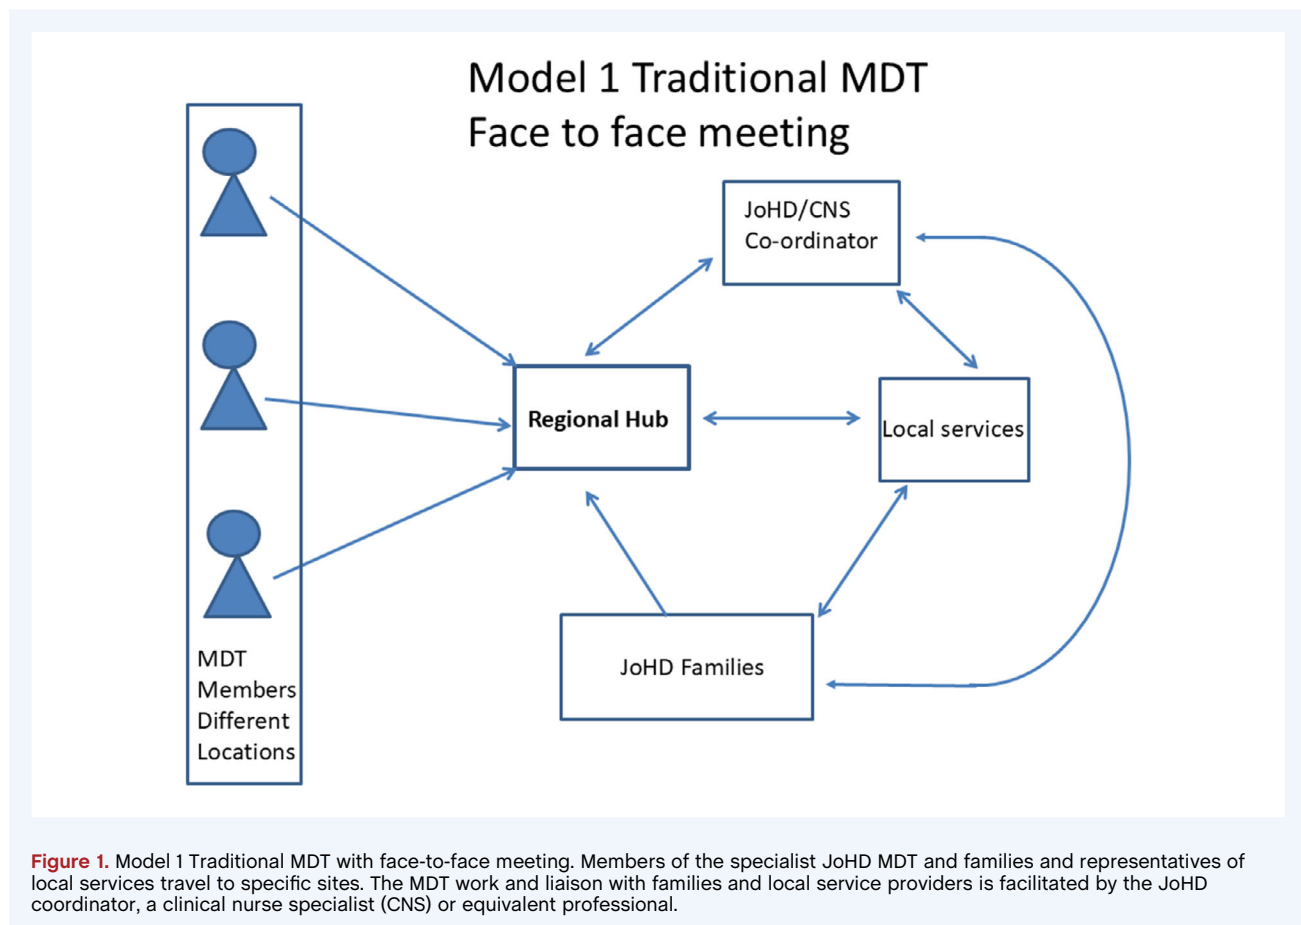 Model 1 Traditional MDT
Face to face meeting
JoHD/CNS
Co-ordinator
Regional Hub
Local services
JoHD Families
MDT
Members
Different
Locations
Figure 1. Model 1 Traditional MDT with face-to-face meeting. Members of the specialist JoHD MDT and families and representatives of
local services travel to specific sites. The MDT work and liaison with families and local service providers is facilitated by the JoHD
coordinator, a clinical nurse specialist (CNS) or equivalent professional.